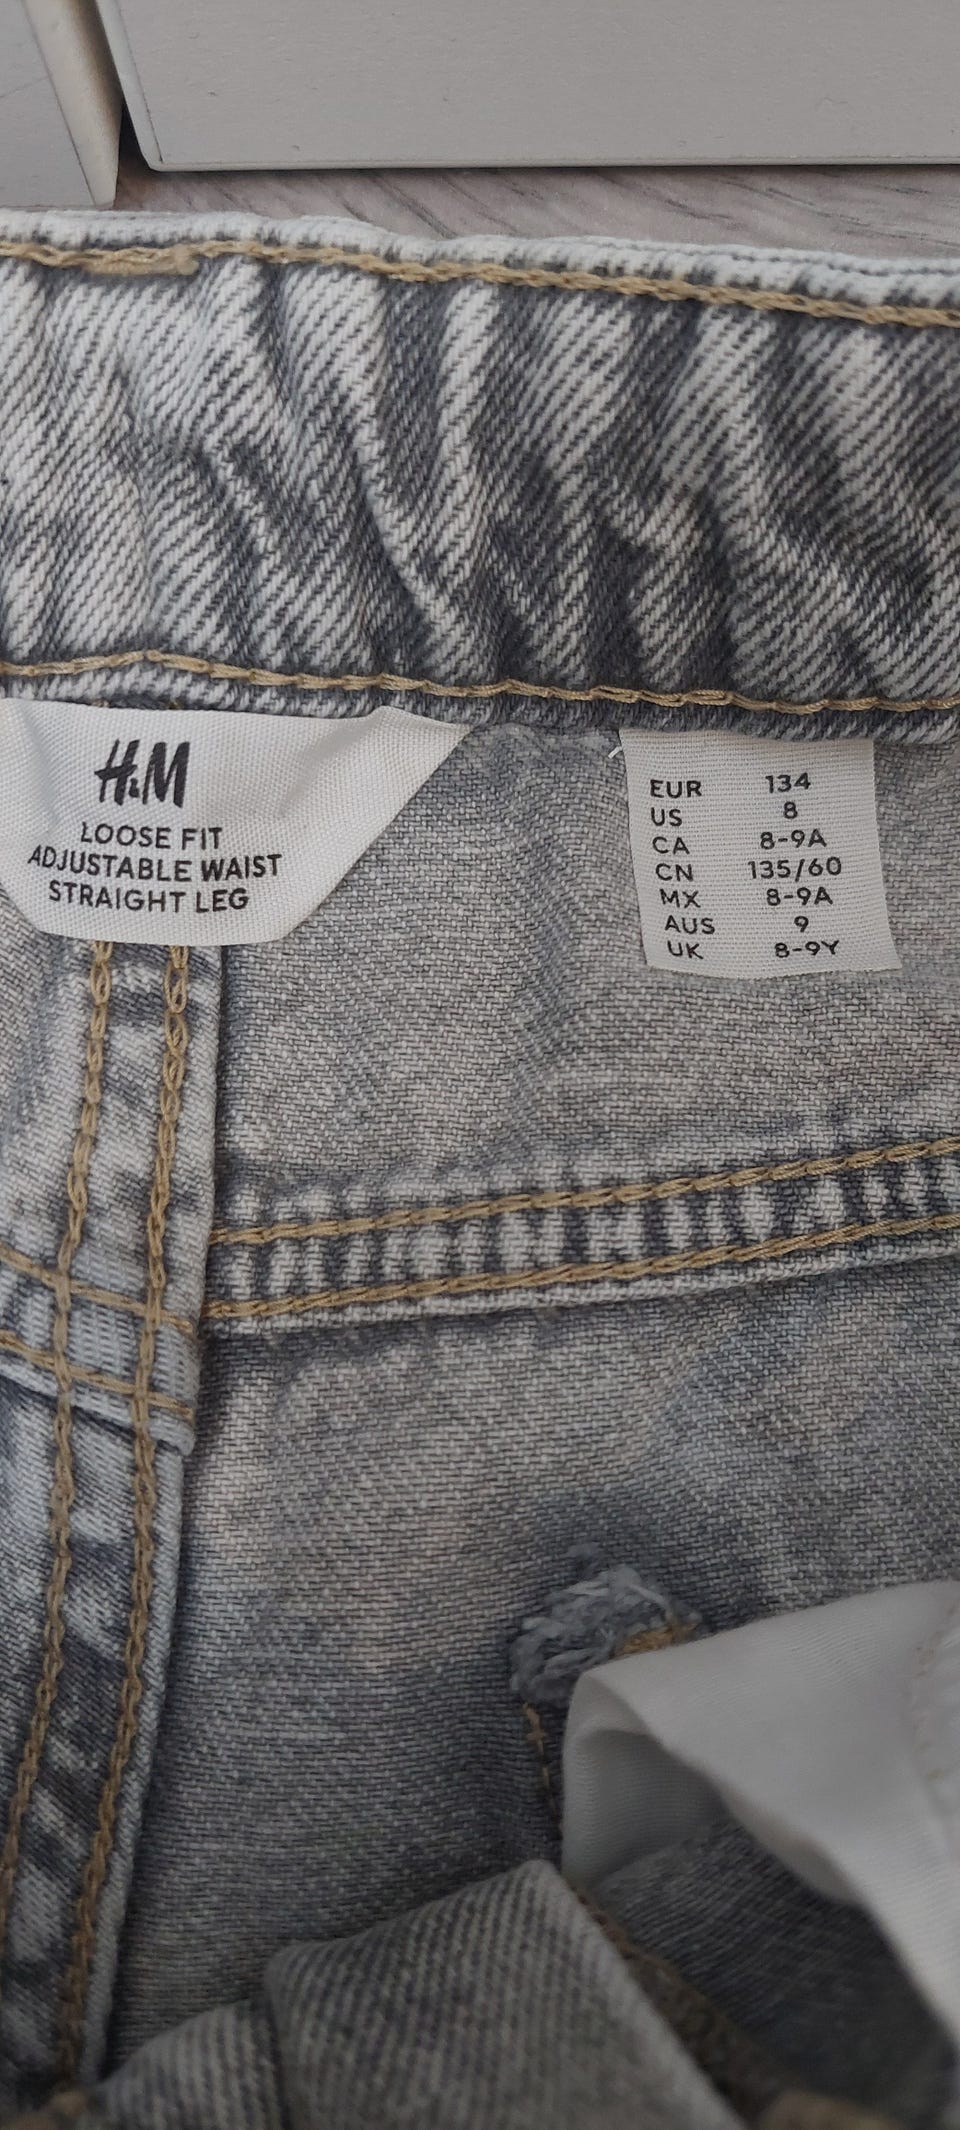 H&M
LOOSE FIT
ADJUSTABLE WAIST
STRAIGHT LEG
EUR 134
US 8
CA 8-9A
CN 135/60
MX 8-9A
AUS 9
UK 8-9Y